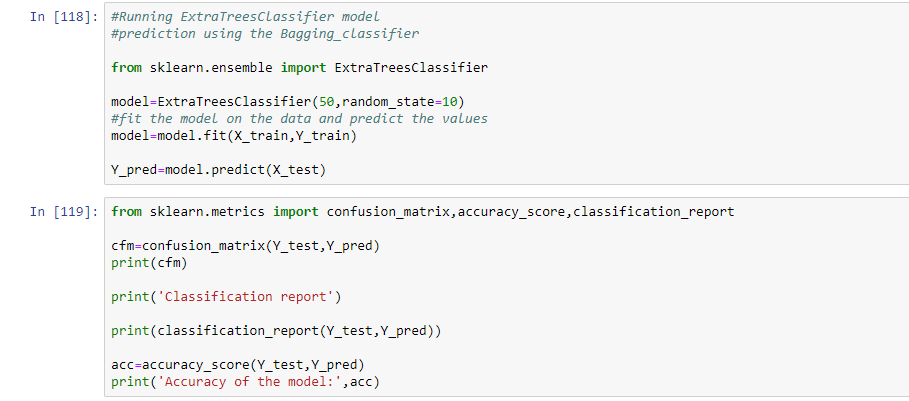 In [118]: #Running ExtraTreesClassifier model
#prediction using the Bagging_classifier
from sklearn.ensemble import ExtraTreesClassifier
model=ExtraTreesClassifier(50,random_state=10)
#fit the model on the data and predict the values
model=model.fit(X_train,Y_train)
Y_pred=model.predict(X_test)
In [119]: from sklearn.metrics import confusion_matrix,accuracy_score,classification_report
cfm=confusion_matrix(Y_test,Y_pred)
print(cfm)
print('Classification report')
print(classification_report(Y_test,Y_pred))
acc=accuracy_score(Y_test,Y_pred)
print('Accuracy of the model:',acc)